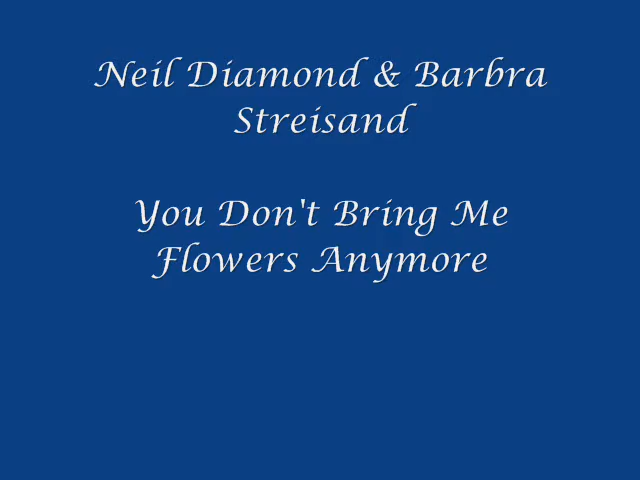 Neil Diamond & Barbra
Streisand
You Don't Bring Me
Flowers Anymore